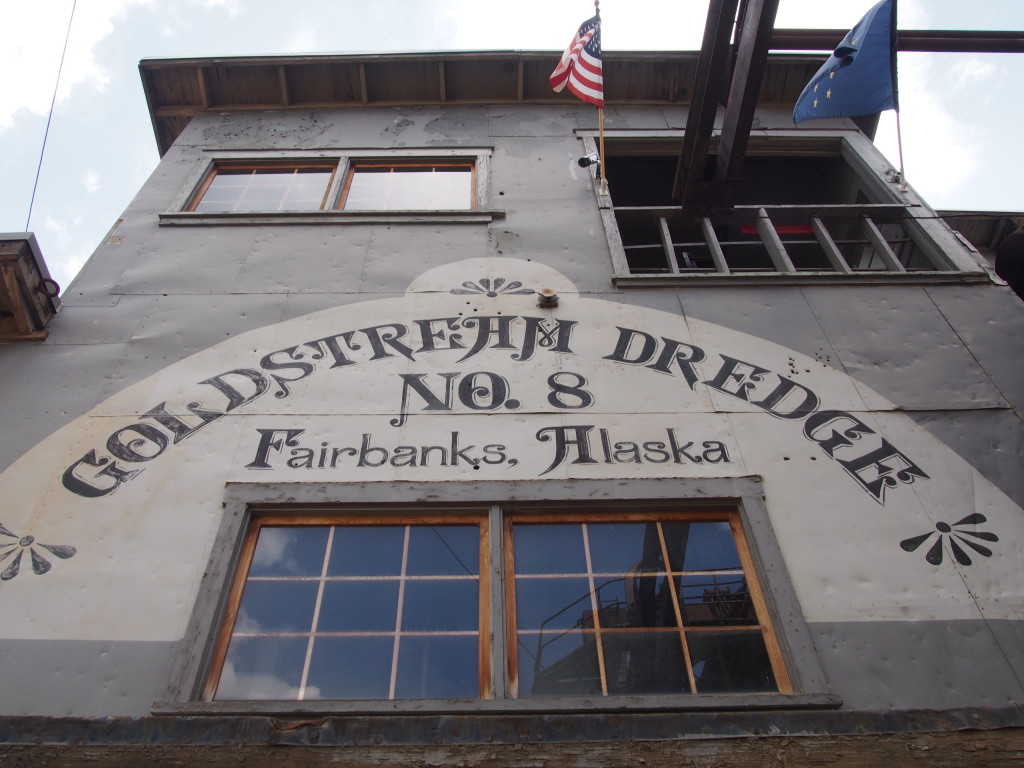 GOLDSTREAM DREDGE
NO. 8
Fairbanks, Alaska